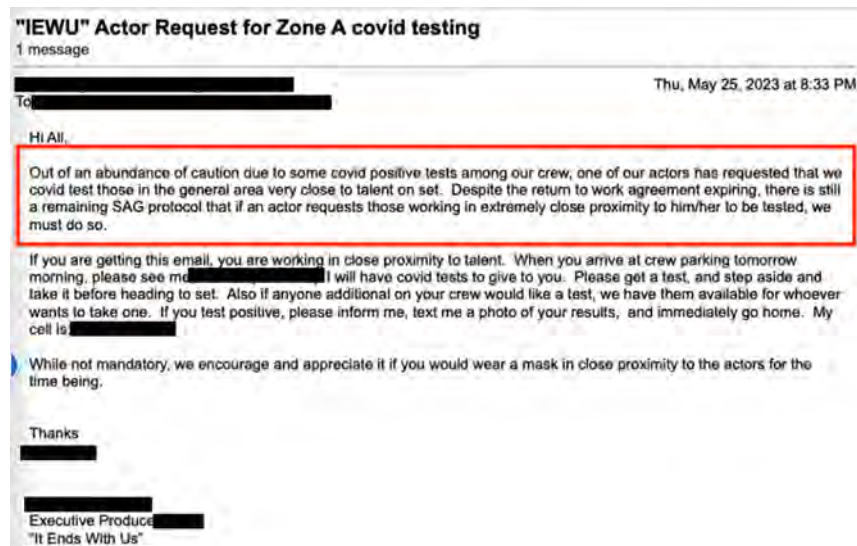 "IEWU" Actor Request for Zone A covid testing
1 message
Thu, May 25, 2023 at 8:33 PM
To
Hi All,
Out of an abundance of caution due to some covid positive tests among our crew, one of our actors has requested that we
covid test those in the general area very close to talent on set. Despite the return to work agreement expiring, there is still
a remaining SAG protocol that if an actor requests those working in extremely close proximity to him/her to be tested, we
must do so.
If you are getting this email, you are working in close proximity to talent. When you arrive at crew parking tomorrow
morning, please see me I will have covid tests to give to you. Please get a test, and step aside and
take it before heading to set. Also if anyone additional on your crew would like a test, we have them available for whoever
wants to take one. If you test positive, please inform me, text me a photo of your results, and immediately go home. My
cell is
While not mandatory, we encourage and appreciate it if you would wear a mask in close proximity to the actors for the
time being.
Thanks
Executive Produce
"It Ends With Us"